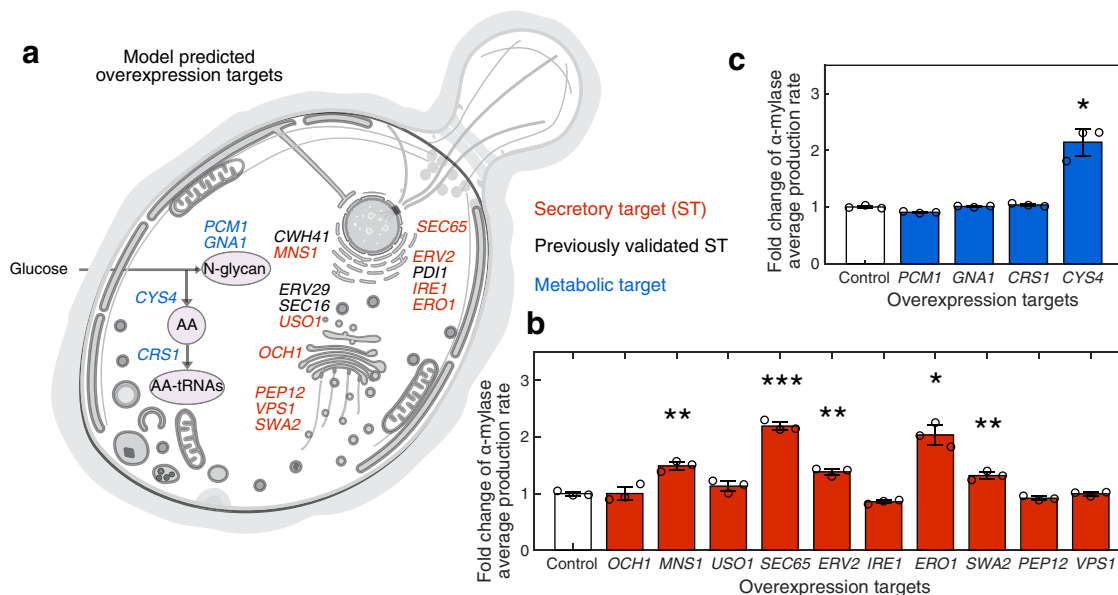 a
Model predicted
overexpression targets
PCM1
GNA1
Glucose
N-glycan
CYS4
AA
CRS1
AA-tRNAs
CWH41
MNS1
ERV29
SEC16
USO1
OCH1
PEP12
VPS1
SWA2
SEC65
ERV2
PDI1
IRE1
ERO1
Secretory target (ST)
Previously validated ST
Metabolic target
c
Fold change of α-mylase
average production rate
3
2
1
0
*
Control PCM1 GNA1 CRS1 CYS4
Overexpression targets
b
Fold change of α-mylase
average production rate
3
2
1
0
** *** ** * **
Control OCH1 MNS1 USO1 SEC65 ERV2 IRE1 ERO1 SWA2 PEP12 VPS1
Overexpression targets